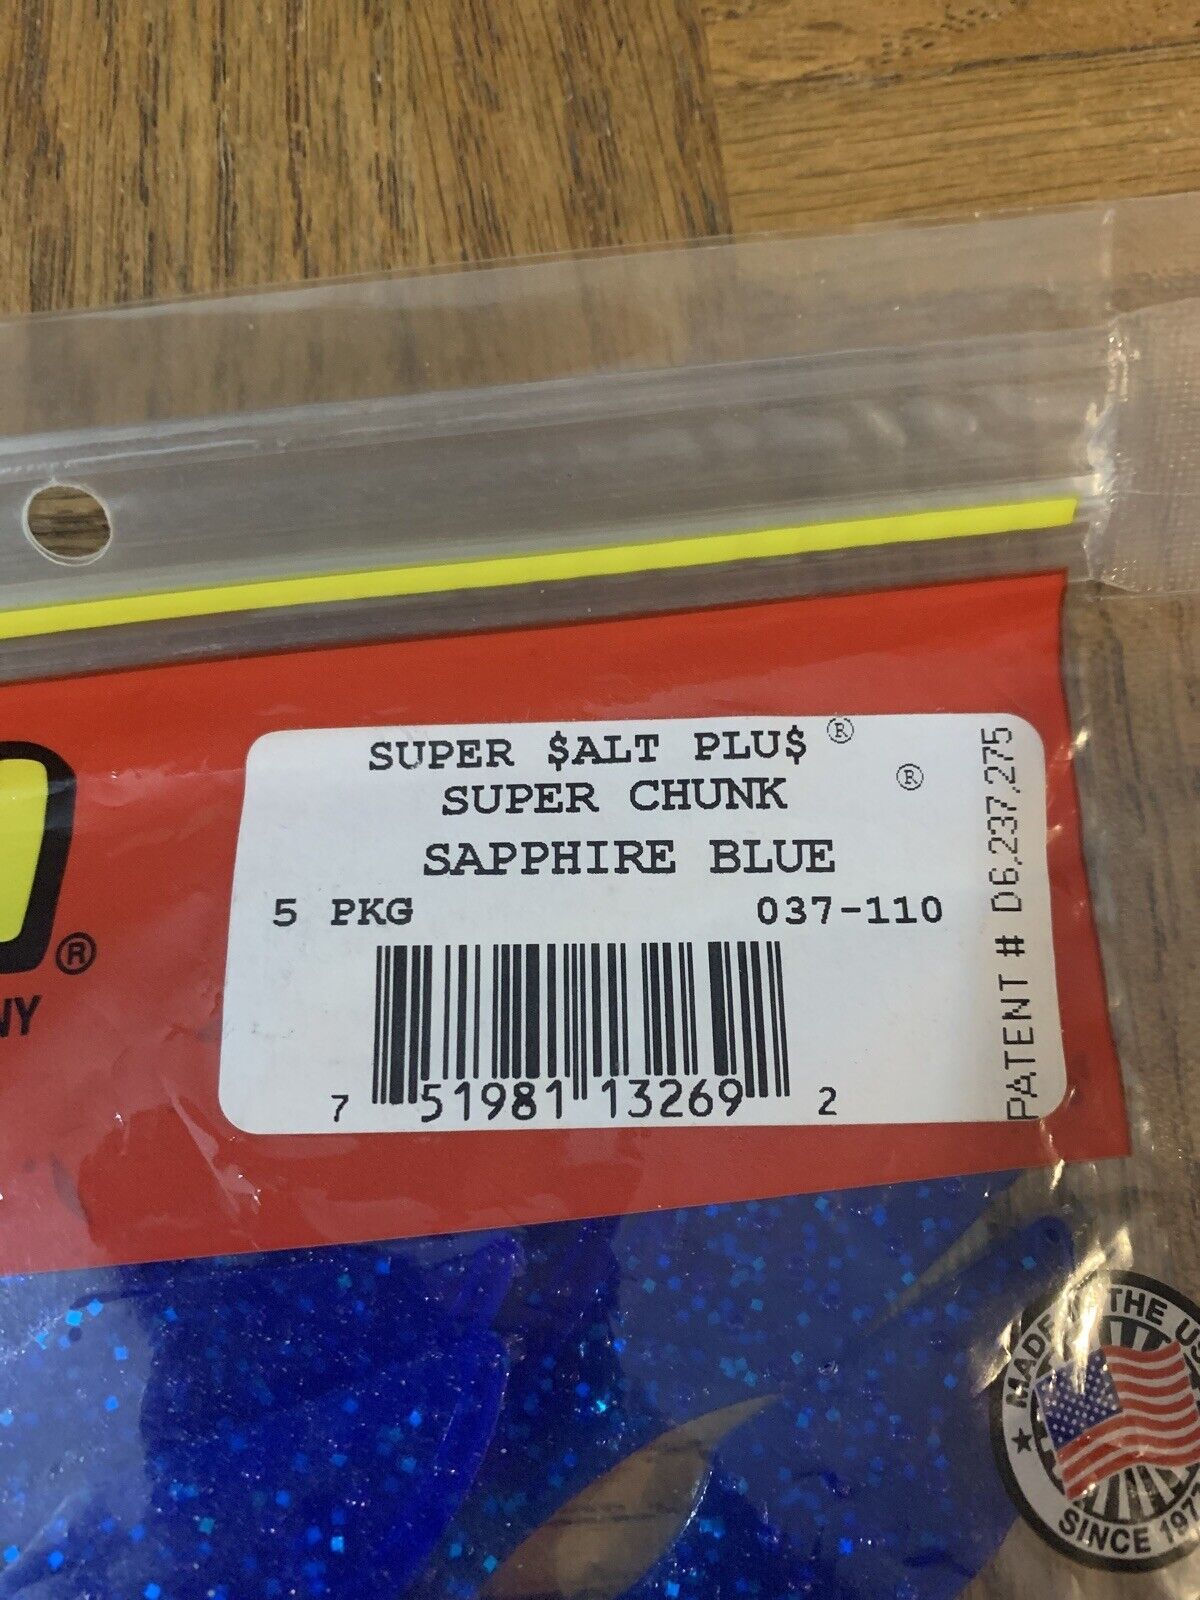 SUPER $ALT PLU$ ®
SUPER CHUNK ®
SAPPHIRE BLUE
5 PKG 037-110
7 51981 13269 2
PATENT # D6,237,275
®
NY
MADE IN THE US
★ SINCE 197